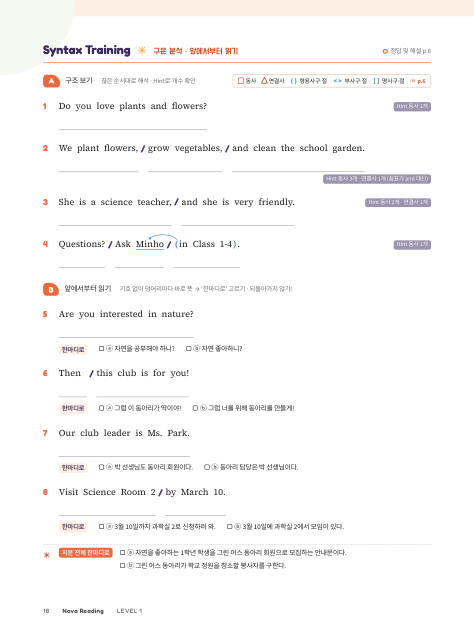 Syntax Training ✳ 구문 분석 · 앞에서부터 읽기
정답 및 해설 p.6
A 구조 보기 끊은 순서대로 해석 · Hint로 개수 확인
□ 동사 △ 연결사 ( ) 형용사구·절 < > 부사구·절 [ ] 명사구·절 ☞ p.6
1 Do you love plants and flowers?
Hint 동사 1개
2 We plant flowers, / grow vegetables, / and clean the school garden.
Hint 동사 3개 · 연결사 1개 (쉼표가 and 대신)
3 She is a science teacher, / and she is very friendly.
Hint 동사 2개 · 연결사 1개
4 Questions? / Ask Minho / (in Class 1-4).
Hint 동사 1개
B 앞에서부터 읽기 기호 없이 덩어리마다 바로 뜻 → '한마디로' 고르기 · 되돌아가지 않기!
5 Are you interested in nature?
한마디로 □ ⓐ 자연을 공부해야 하니? □ ⓑ 자연 좋아하니?
6 Then / this club is for you!
한마디로 □ ⓐ 그럼 이 동아리가 딱이야! □ ⓑ 그럼 너를 위해 동아리를 만들게!
7 Our club leader is Ms. Park.
한마디로 □ ⓐ 박 선생님도 동아리 회원이다. □ ⓑ 동아리 담당은 박 선생님이다.
8 Visit Science Room 2 / by March 10.
한마디로 □ ⓐ 3월 10일까지 과학실 2로 신청하러 와. □ ⓑ 3월 10일에 과학실 2에서 모임이 있다.
✳ 지문 전체 한마디로 □ ⓐ 자연을 좋아하는 1학년 학생을 그린 어스 동아리 회원으로 모집하는 안내문이다.
□ ⓑ 그린 어스 동아리가 학교 정원을 청소할 봉사자를 구한다.
16 Nova Reading LEVEL 1